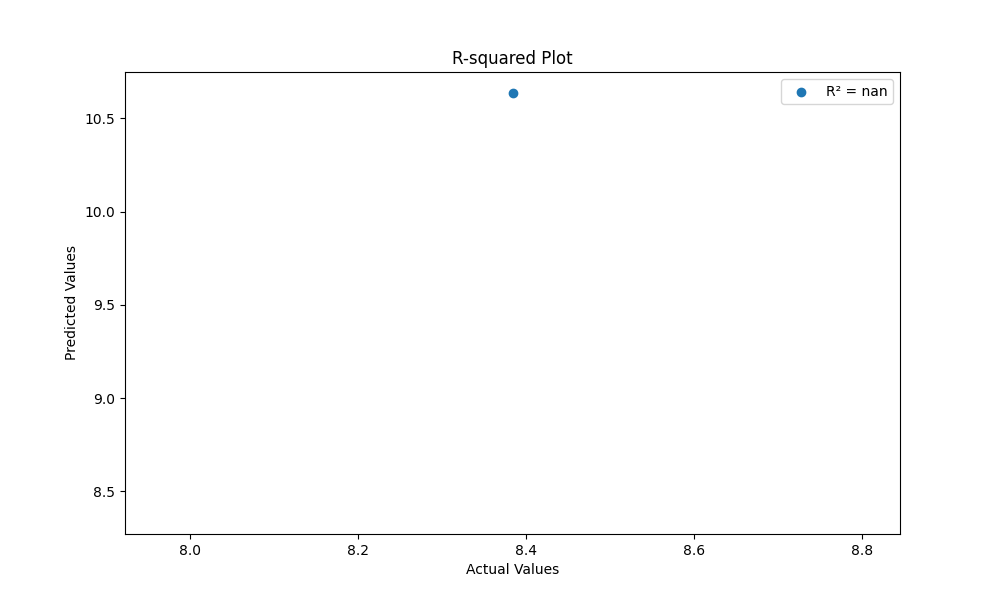 R-squared Plot
R² = nan
10.5
10.0
9.5
9.0
8.5
Predicted Values
8.0 8.2 8.4 8.6 8.8
Actual Values